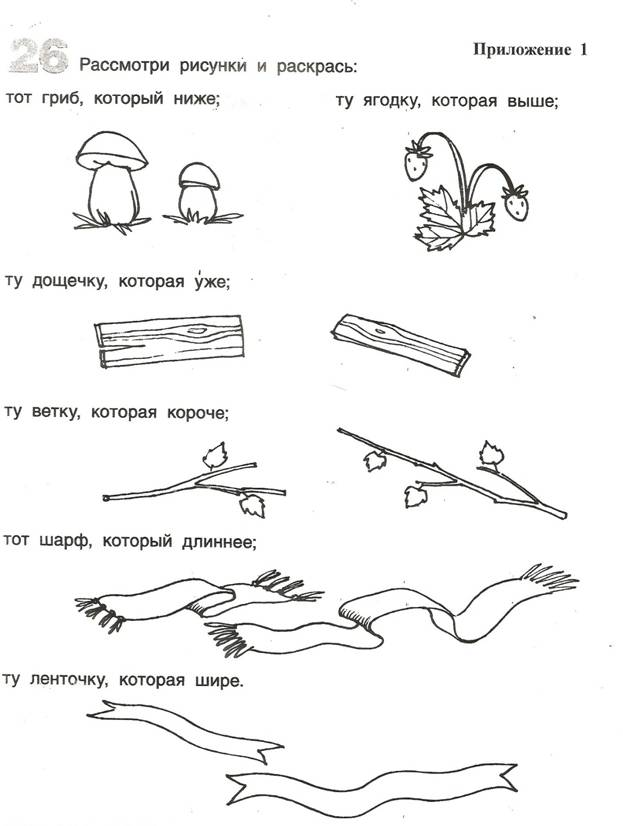 Приложение 1
26 Рассмотри рисунки и раскрась:
тот гриб, который ниже;
ту ягодку, которая выше;
ту дощечку, которая у́же;
ту ветку, которая короче;
тот шарф, который длиннее;
ту ленточку, которая шире.